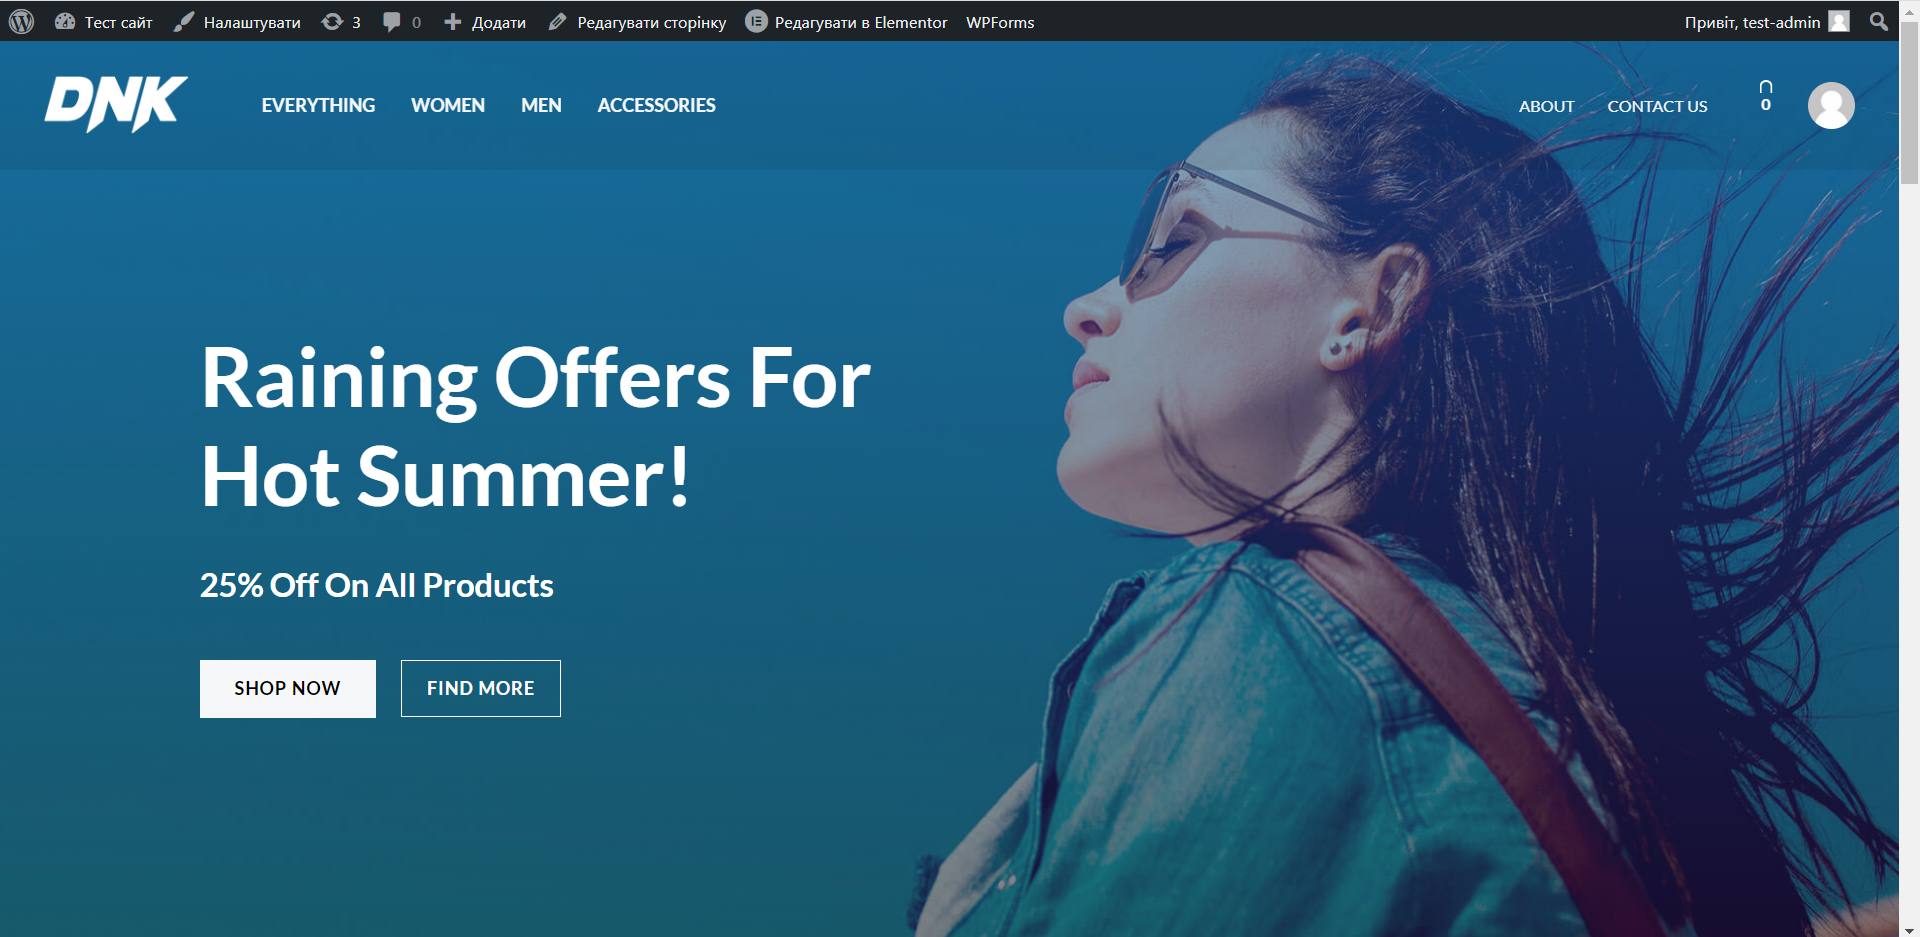 Тест сайт Налаштувати 3 0 Додати Редагувати сторінку Редагувати в Elementor WPForms Привіт, test-admin
DNK EVERYTHING WOMEN MEN ACCESSORIES ABOUT CONTACT US 0
Raining Offers For
Hot Summer!
25% Off On All Products
SHOP NOW FIND MORE